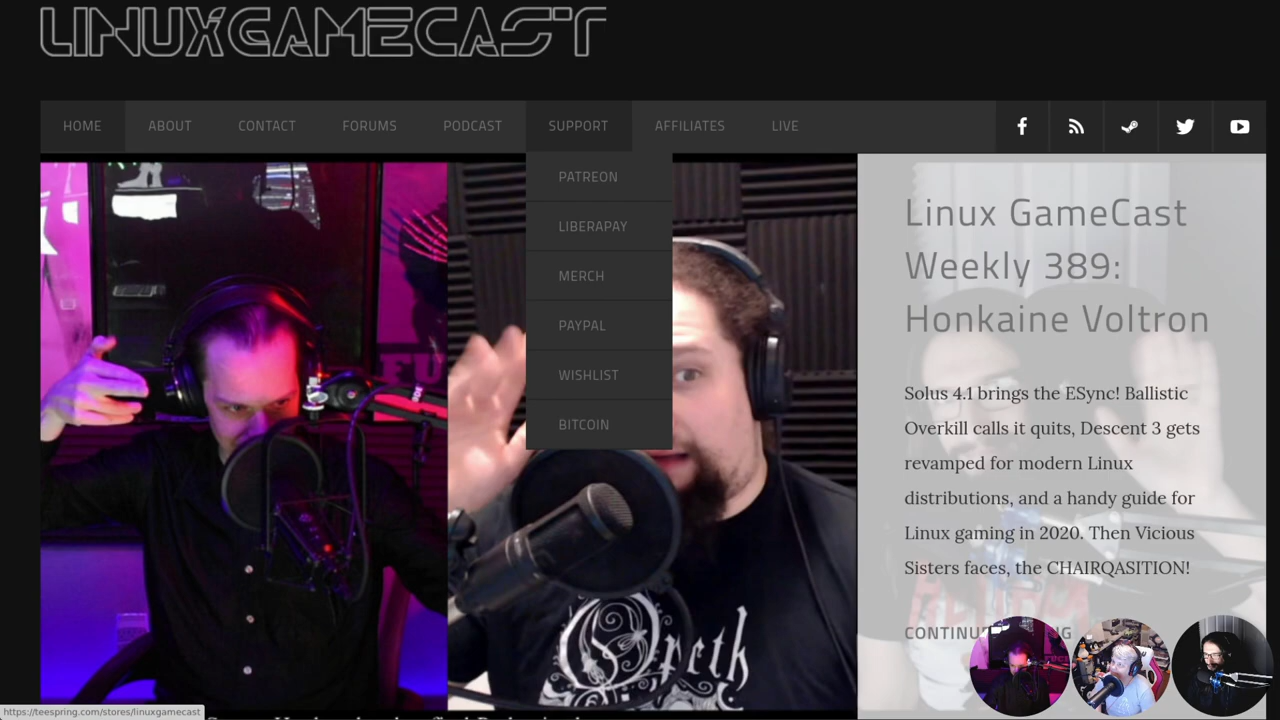 LINUXGAMECAST
HOME ABOUT CONTACT FORUMS PODCAST SUPPORT AFFILIATES LIVE
PATREON
LIBERAPAY
MERCH
PAYPAL
WISHLIST
BITCOIN
Linux GameCast
Weekly 389:
Honkaine Voltron
Solus 4.1 brings the ESync! Ballistic
Overkill calls it quits, Descent 3 gets
revamped for modern Linux
distributions, and a handy guide for
Linux gaming in 2020. Then Vicious
Sisters faces, the CHAIRQASITION!
Opeth
https://teespring.com/stores/linuxgamecast